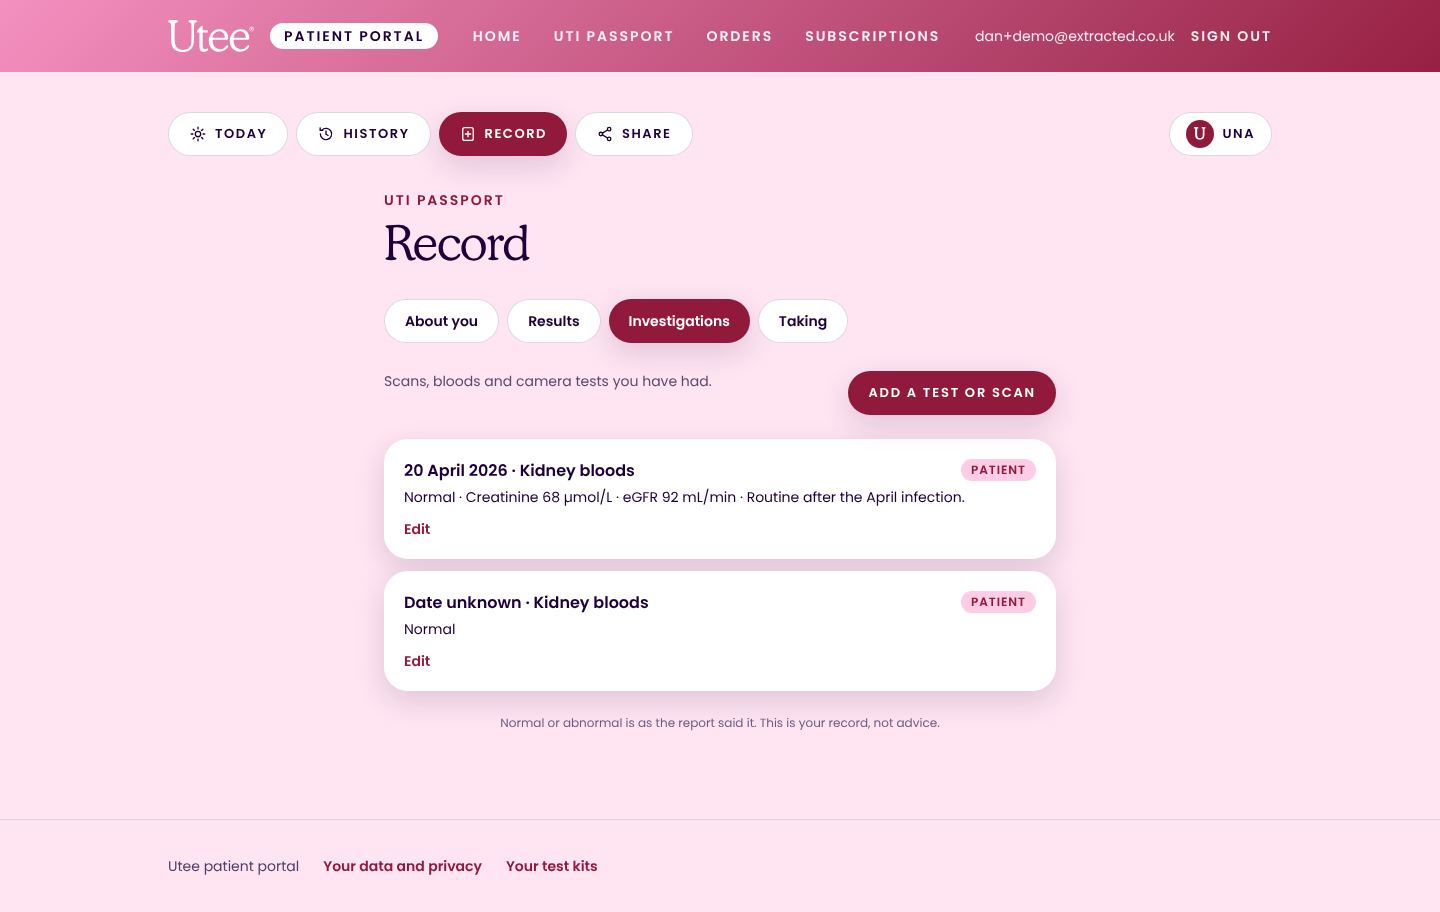 Utee®
PATIENT PORTAL
HOME
UTI PASSPORT
ORDERS
SUBSCRIPTIONS
dan+demo@extracted.co.uk
SIGN OUT
TODAY
HISTORY
RECORD
SHARE
U UNA
UTI PASSPORT
Record
About you
Results
Investigations
Taking
Scans, bloods and camera tests you have had.
ADD A TEST OR SCAN
20 April 2026 · Kidney bloods
PATIENT
Normal · Creatinine 68 µmol/L · eGFR 92 mL/min · Routine after the April infection.
Edit
Date unknown · Kidney bloods
PATIENT
Normal
Edit
Normal or abnormal is as the report said it. This is your record, not advice.
Utee patient portal
Your data and privacy
Your test kits